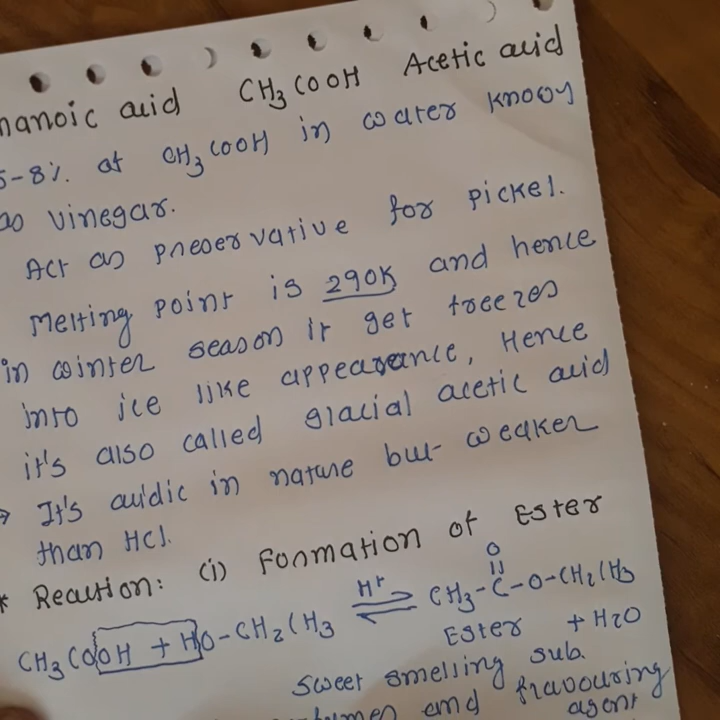 nanoic acid CH3COOH Acetic acid
5-8%. of CH3COOH in water know
as vinegar.
Act as preservative for pickel.
Melting point is 290K and hence
in winter season it get freezes
into ice like appearance, Hence
it's also called glacial acetic acid
→ It's acidic in nature but weaker
than HCl.
* Reaction: (i) Formation of Ester
CH3COOH + HO-CH2CH3 ⇌ H+ CH3-C(=O)-O-CH2CH3
Ester + H2O
Sweet smelling sub.
and flavouring
agent